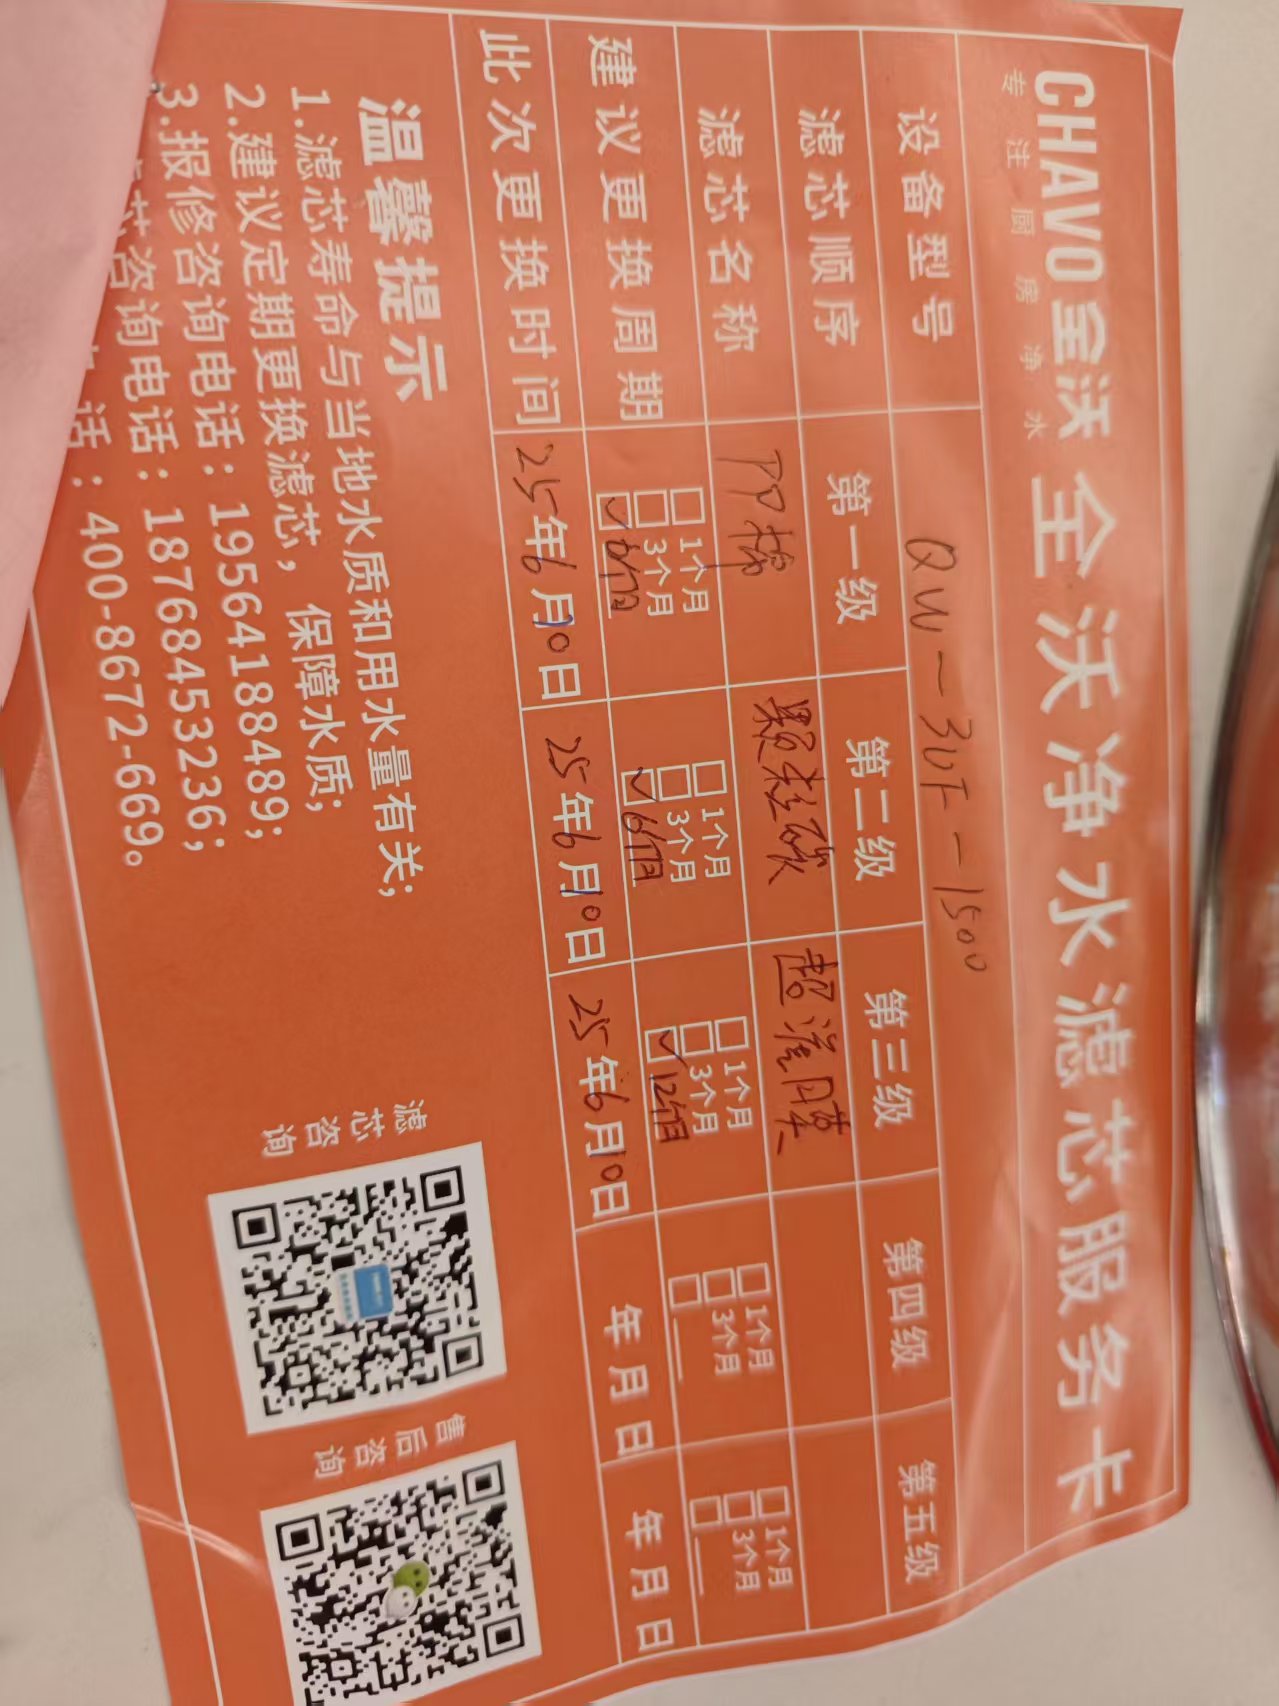 CHAVO 全沃 全沃净水滤芯服务卡
专注厨房净水
设备型号 QW-3UF-1500
滤芯顺序 第一级 第二级 第三级 第四级 第五级
滤芯名称 PP棉 颗粒碳 超滤膜
建议更换周期
□1个月 □1个月 □1个月 □1个月 □1个月
□3个月 □3个月 □3个月 □3个月 □3个月
☑6个月 ☑6个月 ☑12个月 □ □
此次更换时间 25年6月10日 25年6月10日 25年6月10日 年 月 日 年 月 日
温馨提示
1.滤芯寿命与当地水质和用水量有关;
2.建议定期更换滤芯,保障水质;
3.报修咨询电话:19564188489;
芯咨询电话:18768453236;
话:400-8672-669。
滤芯咨询
售后咨询